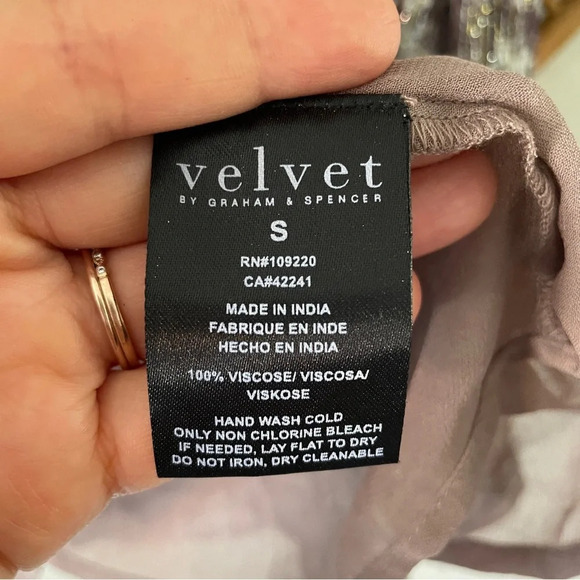 velvet
BY GRAHAM & SPENCER
S
RN#109220
CA#42241
MADE IN INDIA
FABRIQUE EN INDE
HECHO EN INDIA
100% VISCOSE/ VISCOSA/
VISKOSE
HAND WASH COLD
ONLY NON CHLORINE BLEACH
IF NEEDED, LAY FLAT TO DRY
DO NOT IRON, DRY CLEANABLE